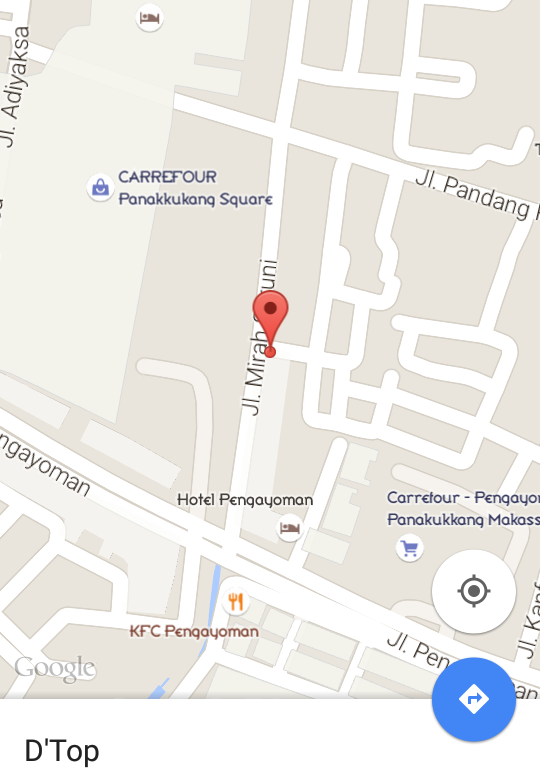 Jl. Adiyaksa
CARREFOUR
Panakkukang Square
Jl. Pandang
Jl. Mirah
Hotel Pengayoman
Carrefour - Pengayo
Panakukkang Makass
ngayoman
KFC Pengayoman
Jl. Pen
Google
D'Top